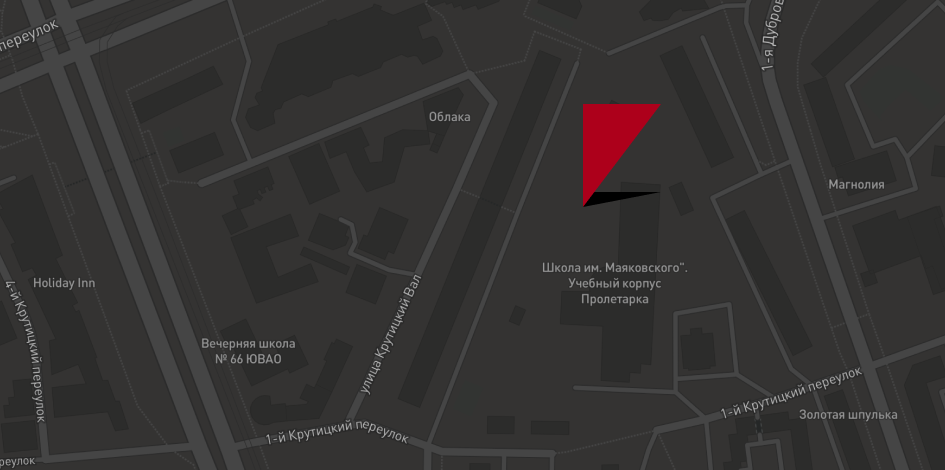 переулок
1-я Дубров
Облака
Магнолия
Школа им. Маяковского".
Учебный корпус
Пролетарка
Holiday Inn
4-й Крутицкий переулок
улица Крутицкий Вал
Вечерняя школа
№ 66 ЮВАО
1-й Крутицкий переулок
Золотая шпулька
1-й Крутицкий переулок
реулок